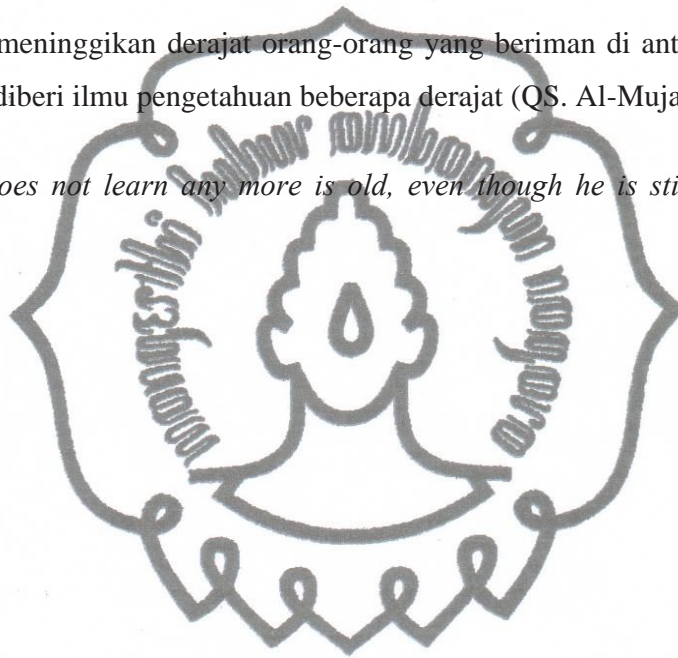 meninggikan derajat orang-orang yang beriman di ant
diberi ilmu pengetahuan beberapa derajat (QS. Al-Muja
oes not learn any more is old, even though he is sti